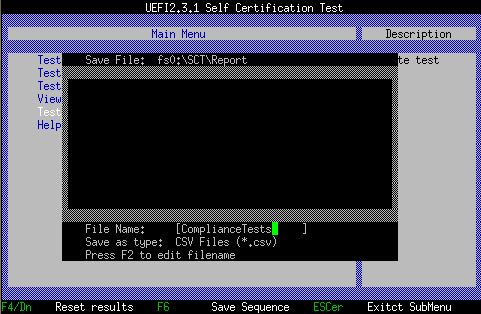 UEFI2.3.1 Self Certification Test
Main Menu
Description
Test
Save File: fs0:\SCT\Report
te test
Test
Test
View
Test
Help
File Name: [ComplianceTests ]
Save as type: CSV Files (*.csv)
Press F2 to edit filename
F4/Dn Reset results F6 Save Sequence ESCer Exitct SubMenu